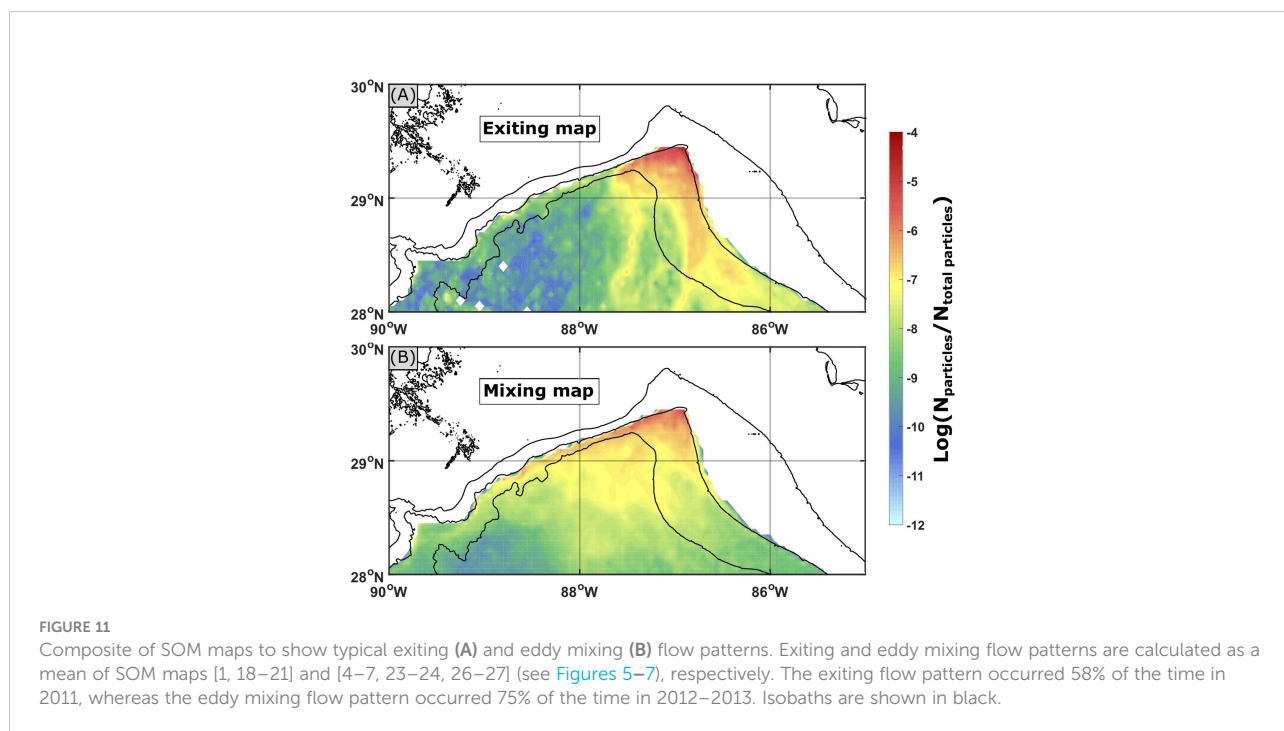 30°N
(A)
Exiting map
29°N
28°N
90°W
88°W
86°W
30°N
(B)
Mixing map
29°N
28°N
90°W
88°W
86°W
-4
-5
-6
-7
-8
-9
-10
-11
-12
Log(Nparticles/Ntotal particles)
FIGURE 11
Composite of SOM maps to show typical exiting (A) and eddy mixing (B) flow patterns. Exiting and eddy mixing flow patterns are calculated as a
mean of SOM maps [1, 18–21] and [4–7, 23–24, 26–27] (see Figures 5–7), respectively. The exiting flow pattern occurred 58% of the time in
2011, whereas the eddy mixing flow pattern occurred 75% of the time in 2012–2013. Isobaths are shown in black.